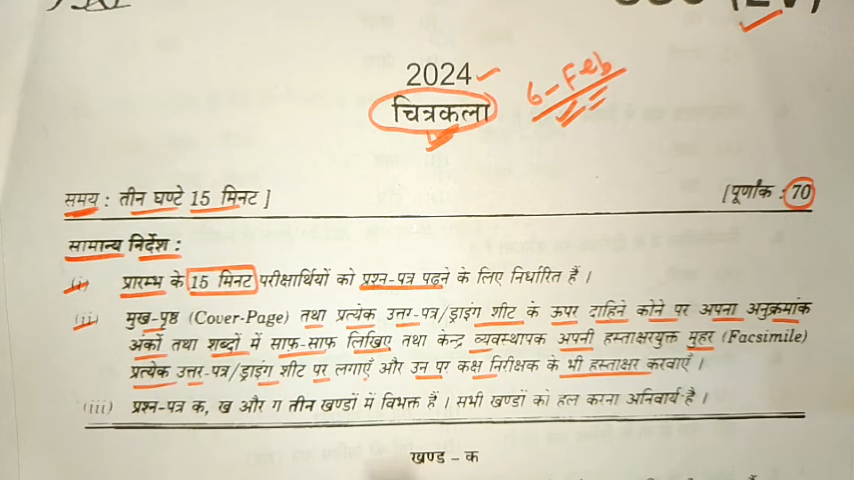 2024
6-Feb
चित्रकला
समय : तीन घण्टे 15 मिनट ] [पूर्णांक : 70
सामान्य निर्देश :
(i) प्रारम्भ के 15 मिनट परीक्षार्थियों को प्रश्न-पत्र पढ़ने के लिए निर्धारित हैं ।
(ii) मुख-पृष्ठ (Cover-Page) तथा प्रत्येक उत्तर-पत्र/ड्राइंग शीट के ऊपर दाहिने कोने पर अपना अनुक्रमांक
अंकों तथा शब्दों में साफ़-साफ़ लिखिए तथा केन्द्र व्यवस्थापक अपनी हस्ताक्षरयुक्त मुहर (Facsimile)
प्रत्येक उत्तर-पत्र/ड्राइंग शीट पर लगाएँ और उन पर कक्ष निरीक्षक के भी हस्ताक्षर करवाएँ ।
(iii) प्रश्न-पत्र क, ख और ग तीन खण्डों में विभक्त हैं । सभी खण्डों को हल करना अनिवार्य है ।
खण्ड - क